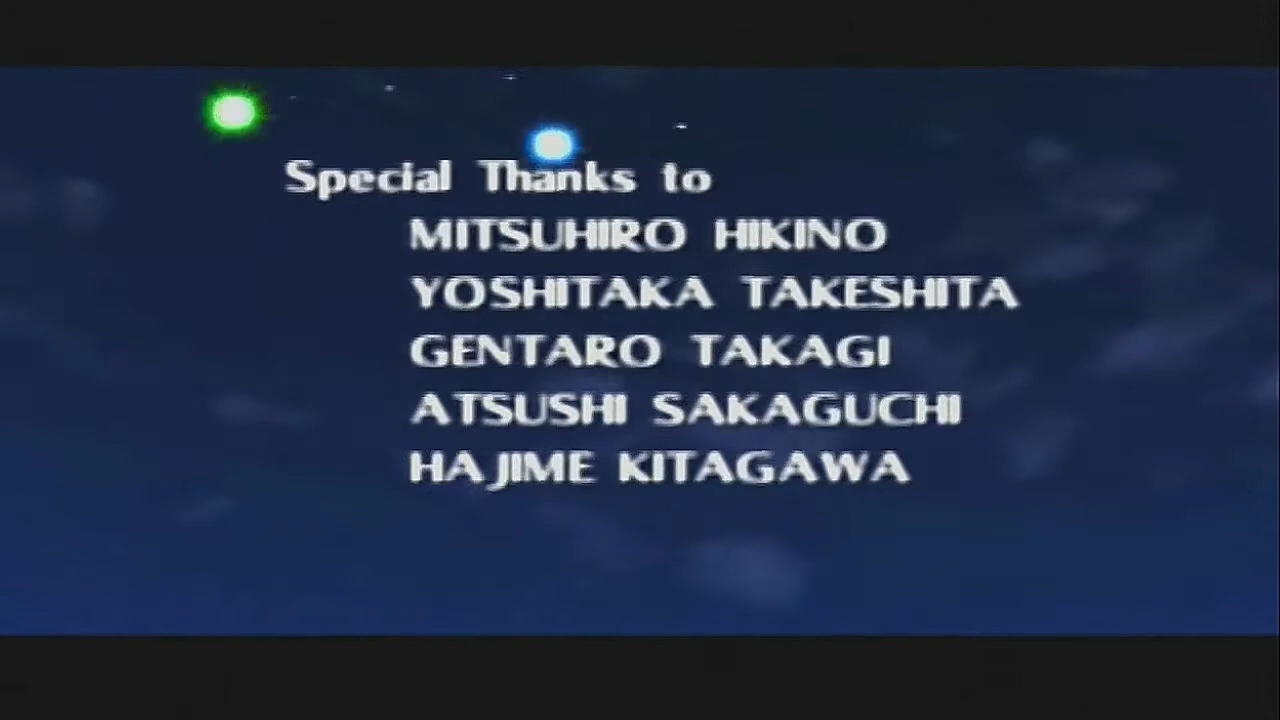 Special Thanks to
MITSUHIRO HIKINO
YOSHITAKA TAKESHITA
GENTARO TAKAGI
ATSUSHI SAKAGUCHI
HAJIME KITAGAWA